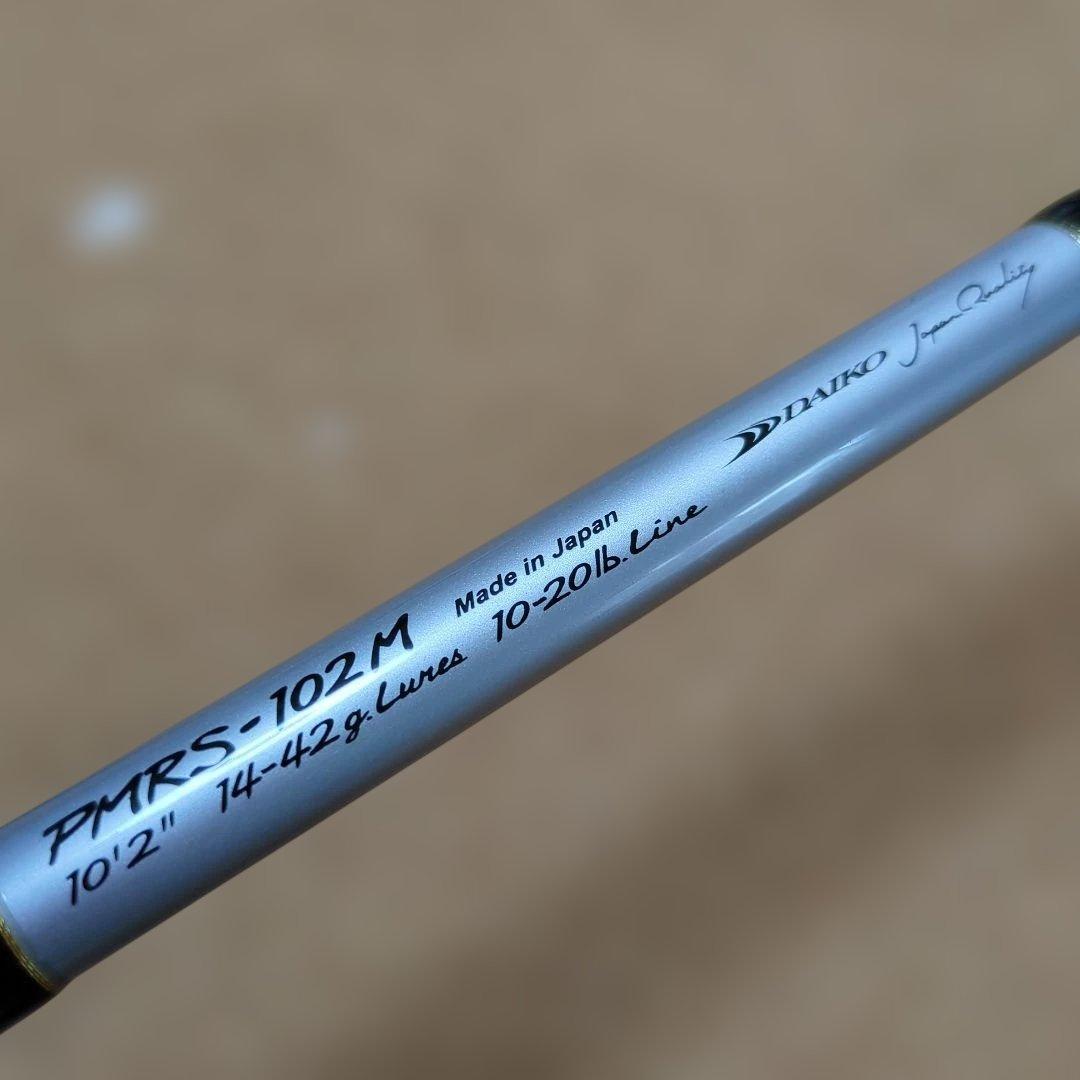 PMRS-102M
10'2" 14-42g.Lures 10-20lb.Line
Made in Japan
DAIKO Japan Quality